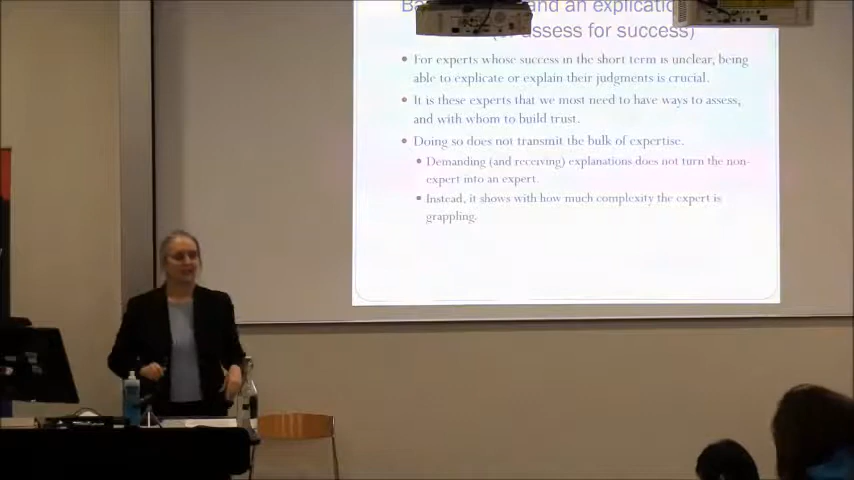 Ba and an explicatio
(or assess for success)
• For experts whose success in the short term is unclear, being
able to explicate or explain their judgments is crucial.
• It is these experts that we most need to have ways to assess,
and with whom to build trust.
• Doing so does not transmit the bulk of expertise.
• Demanding (and receiving) explanations does not turn the non-
expert into an expert.
• Instead, it shows with how much complexity the expert is
grappling.